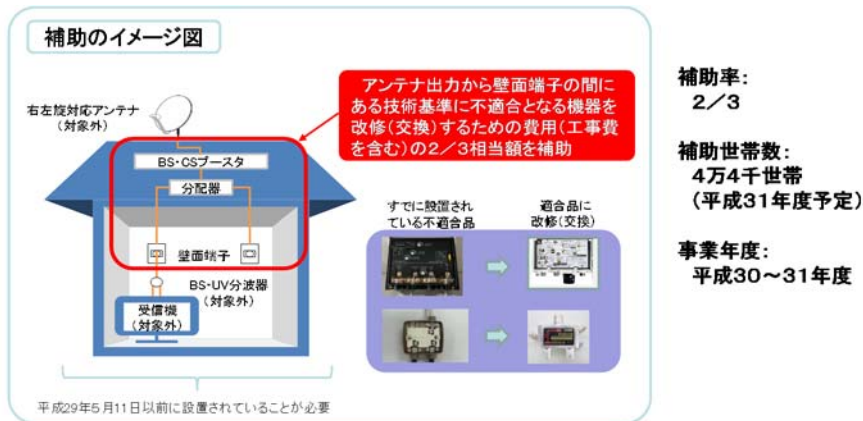 補助のイメージ図
アンテナ出力から壁面端子の間に
ある技術基準に不適合となる機器を
改修(交換)するための費用(工事費
を含む)の2/3相当額を補助
右左旋対応アンテナ
(対象外)
BS・CSブースタ
分配器
壁面端子
BS・UV分波器
(対象外)
受信機
(対象外)
すでに設置され
ている不適合品
適合品に
改修(交換)
平成29年5月11日以前に設置されていることが必要
補助率:
2/3
補助世帯数:
4万4千世帯
(平成31年度予定)
事業年度:
平成30~31年度